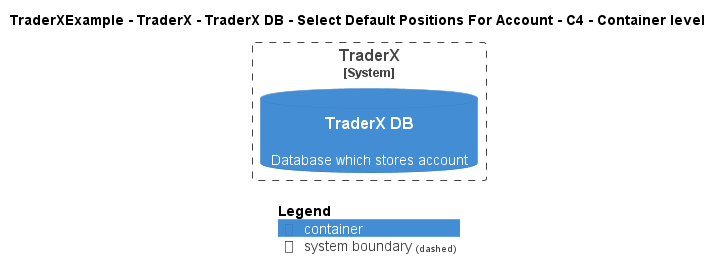 TraderXExample - TraderX - TraderX DB - Select Default Positions For Account - C4 - Container level
TraderX
[System]
TraderX DB
Database which stores account
Legend
container
system boundary (dashed)